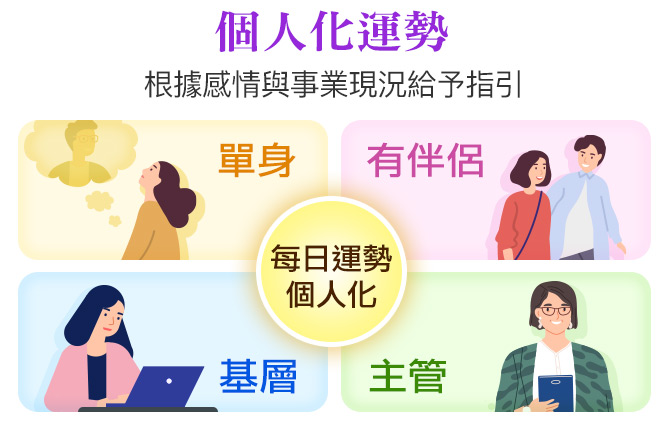 個人化運勢
根據感情與事業現況給予指引
單身
有伴侶
每日運勢
個人化
基層
主管